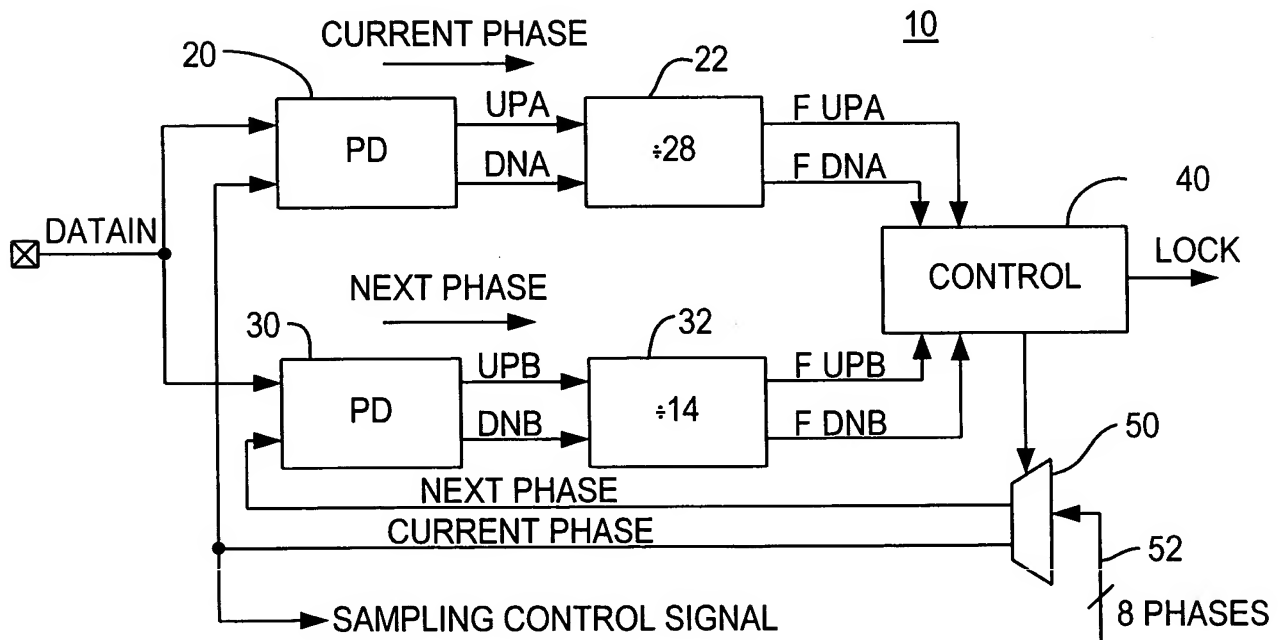 CURRENT PHASE
10
20
22
UPA
F UPA
PD
÷28
DNA
F DNA
40
DATAIN
CONTROL
LOCK
NEXT PHASE
30
32
UPB
F UPB
PD
÷14
DNB
F DNB
50
NEXT PHASE
CURRENT PHASE
52
SAMPLING CONTROL SIGNAL
8 PHASES